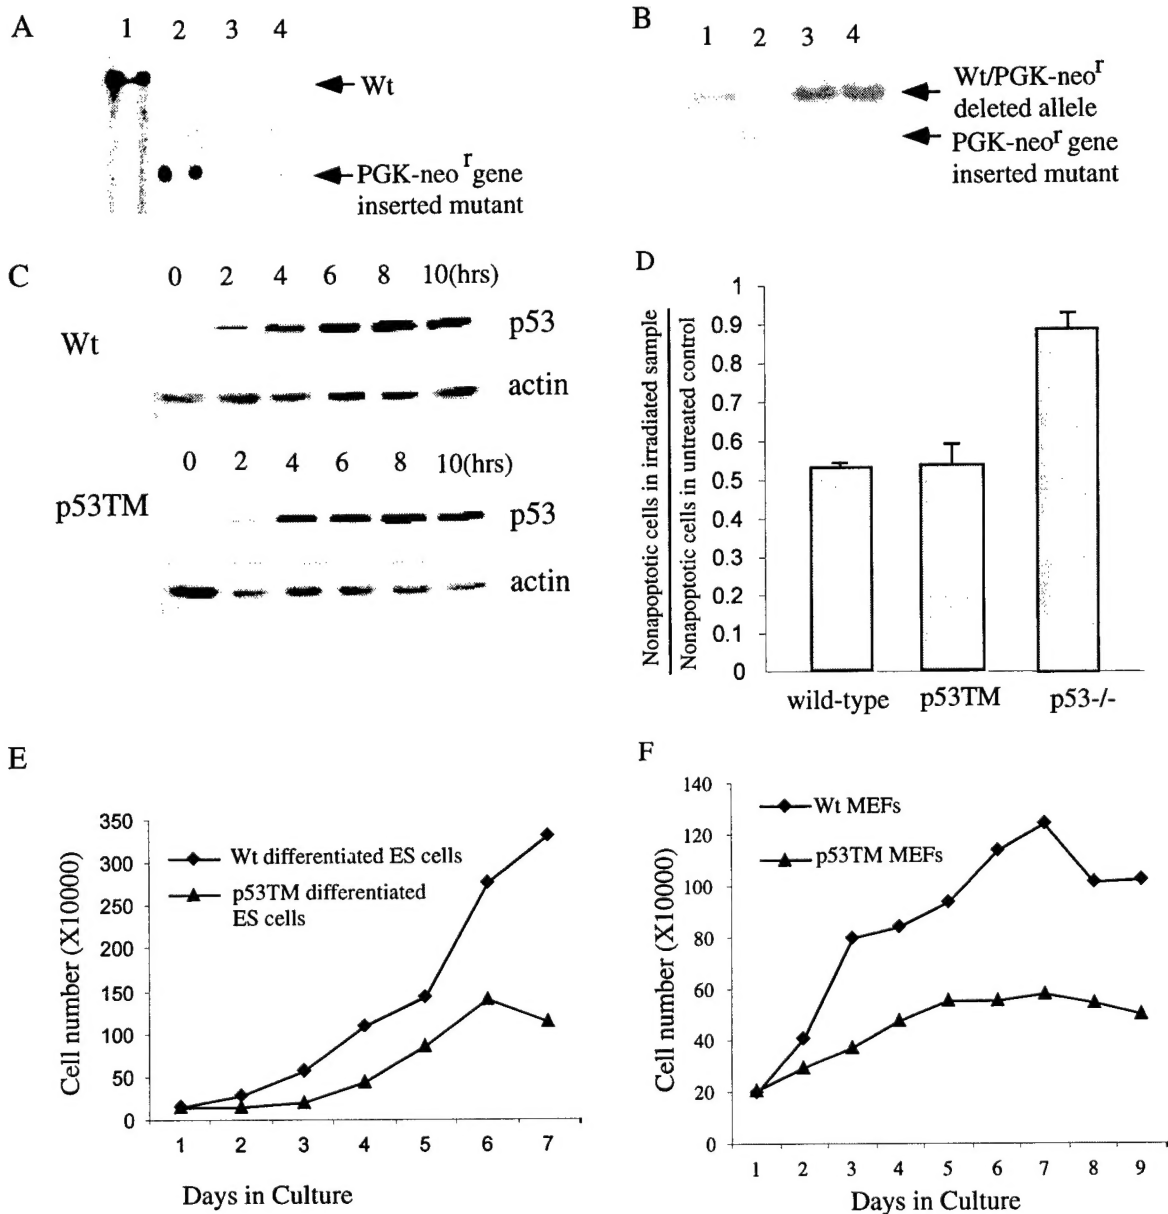 A
1 2 3 4
Wt
PGK-neo r gene
inserted mutant
B
1 2 3 4
Wt/PGK-neo r
deleted allele
PGK-neo r gene
inserted mutant
C
0 2 4 6 8 10(hrs)
Wt
p53
actin
0 2 4 6 8 10(hrs)
p53TM
p53
actin
D
Nonapoptotic cells in irradiated sample
Nonapoptotic cells in untreated control
1
0.9
0.8
0.7
0.6
0.5
0.4
0.3
0.2
0.1
0
wild-type p53TM p53-/-
E
Cell number (X10000)
350
300
250
200
150
100
50
0
Wt differentiated ES cells
p53TM differentiated
ES cells
1 2 3 4 5 6 7
Days in Culture
F
Cell number (X10000)
140
120
100
80
60
40
20
0
Wt MEFs
p53TM MEFs
1 2 3 4 5 6 7 8 9
Days in Culture